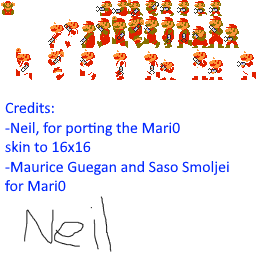 Credits:
-Neil, for porting the Mari0
skin to 16x16
-Maurice Guegan and Saso Smoljei
for Mari0
Neil